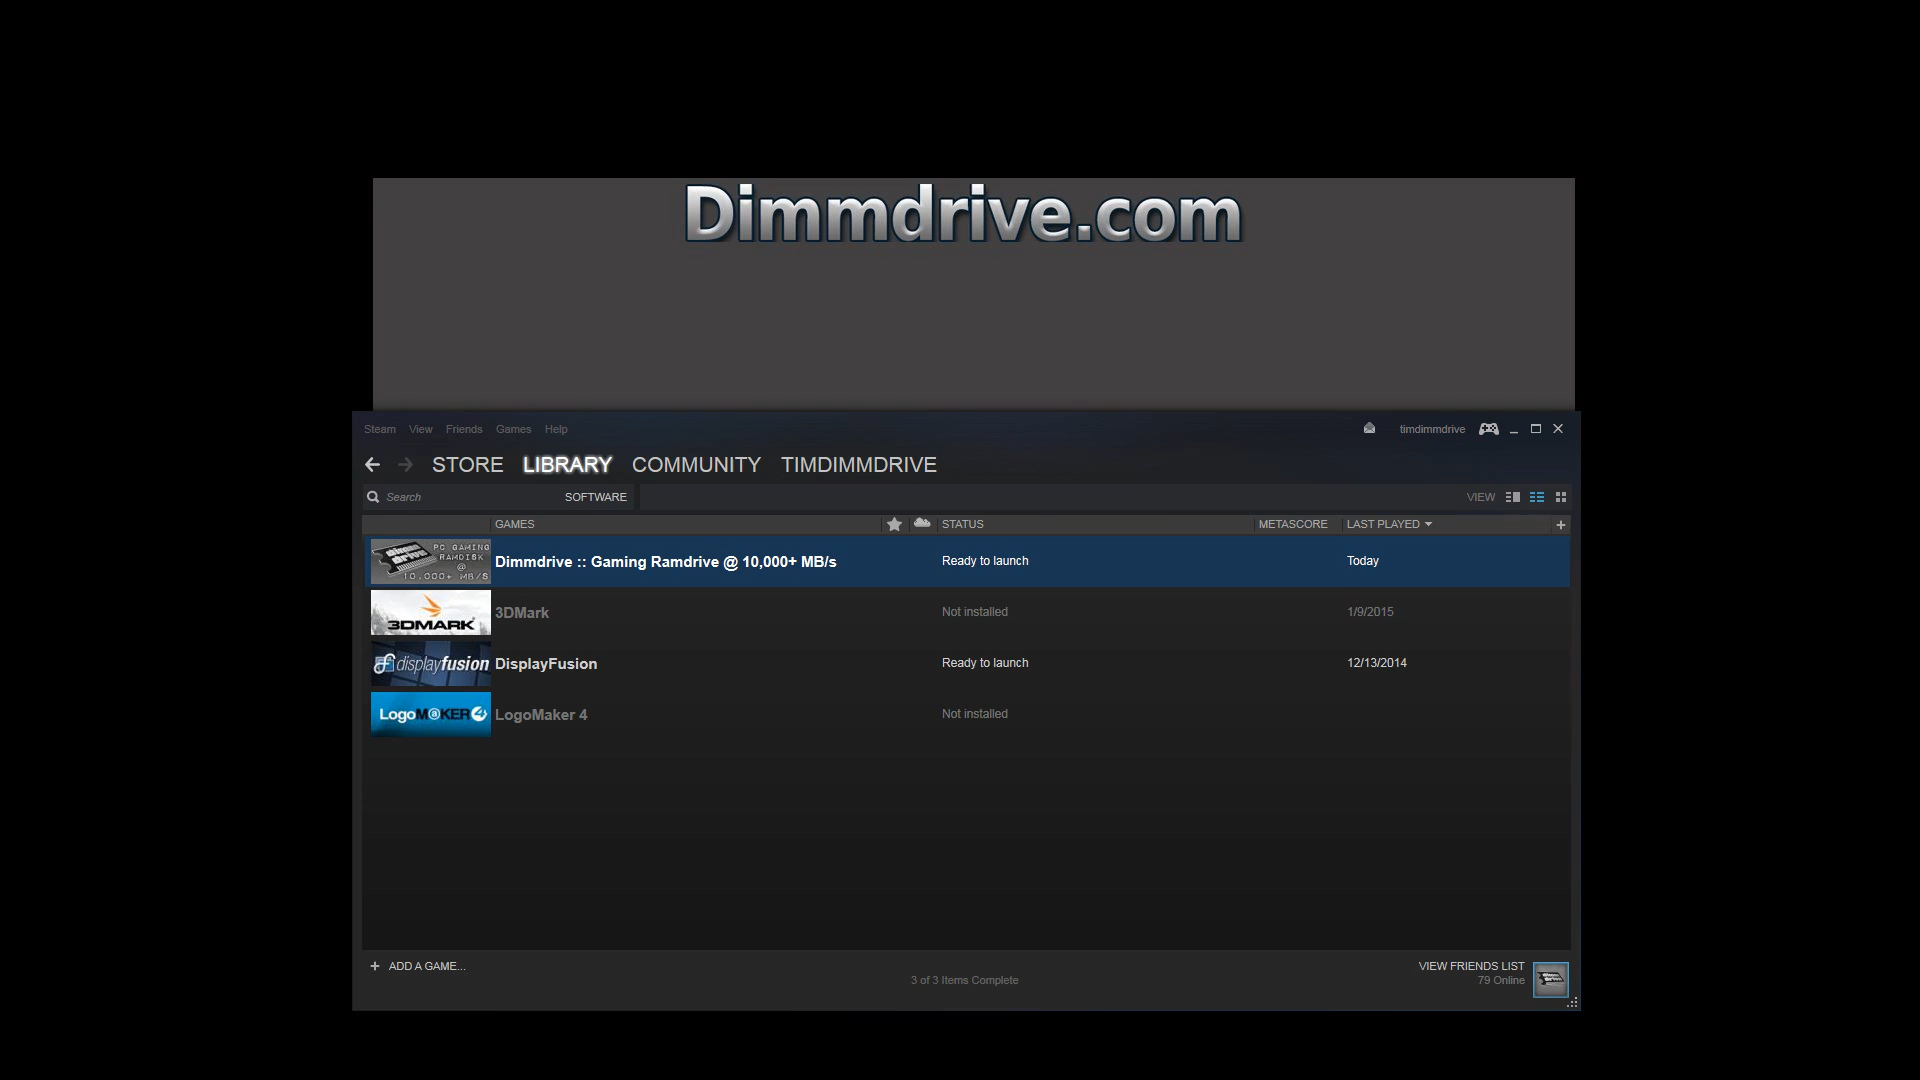 Dimmdrive.com
Steam View Friends Games Help timdimmdrive
STORE LIBRARY COMMUNITY TIMDIMMDRIVE
Search SOFTWARE VIEW
GAMES STATUS METASCORE LAST PLAYED
PC GAMING
RAMDISK
@
10,000+ MB/S
Dimmdrive :: Gaming Ramdrive @ 10,000+ MB/s Ready to launch Today
3DMARK 3DMark Not installed 1/9/2015
displayfusion DisplayFusion Ready to launch 12/13/2014
LogoM@KER 4 LogoMaker 4 Not installed
+ ADD A GAME...
3 of 3 Items Complete
VIEW FRIENDS LIST
79 Online